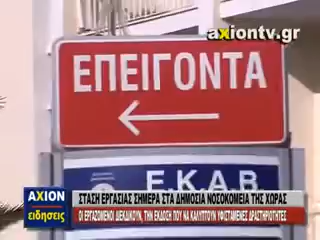 axiontv.gr
ΕΠΕΙΓΟΝΤΑ
Ε.Κ.Α.Β.
AXION
ειδησεις
ΣΤΑΣΗ ΕΡΓΑΣΙΑΣ ΣΗΜΕΡΑ ΣΤΑ ΔΗΜΟΣΙΑ ΝΟΣΟΚΟΜΕΙΑ ΤΗΣ ΧΩΡΑΣ
ΟΙ ΕΡΓΑΖΟΜΕΝΟΙ ΔΙΕΚΔΙΚΟΥΝ, ΤΗΝ ΕΚΔΟΣΗ ΠΟΥ ΝΑ ΚΑΛΥΠΤΟΥΝ ΥΦΙΣΤΑΜΕΝΕΣ ΔΡΑΣΤΗΡΙΟΤΗΤΕΣ